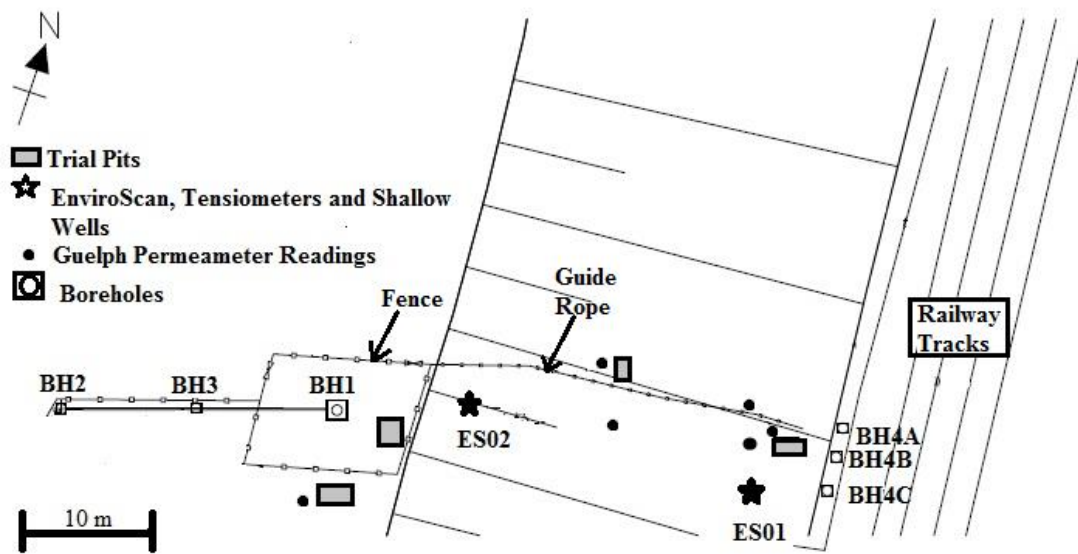 N
Trial Pits
EnviroScan, Tensiometers and Shallow
Wells
Guelph Permeameter Readings
Boreholes
Fence
Guide
Rope
Railway
Tracks
BH2
BH3
BH1
ES02
BH4A
BH4B
BH4C
ES01
10 m